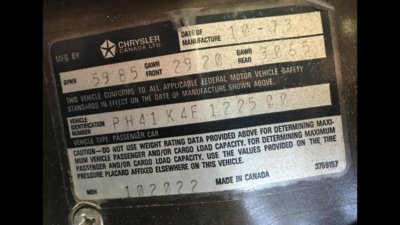 MFG BY CHRYSLER CANADA LTD. DATE OF MANUFACTURE 10-73
GVWR 5985 GAWR FRONT 2920 GAWR REAR 3065
THIS VEHICLE CONFORMS TO ALL APPLICABLE FEDERAL MOTOR VEHICLE SAFETY
STANDARDS IN EFFECT ON THE DATE OF MANUFACTURE SHOWN ABOVE.
VEHICLE IDENTIFICATION NUMBER PH41K4F122500
VEHICLE TYPE: PASSENGER CAR
CAUTION—DO NOT USE WEIGHT RATING DATA PROVIDED ABOVE FOR DETERMINING MAXI-
MUM VEHICLE PASSENGER AND/OR CARGO LOAD CAPACITY. FOR DETERMINING MAXIMUM
PASSENGER AND/OR CARGO LOAD CAPACITY, USE THE VALUES PROVIDED ON THE TIRE
PRESSURE PLACARD AFFIXED ELSEWHERE ON THIS VEHICLE. 3759157
MDH 102022 MADE IN CANADA